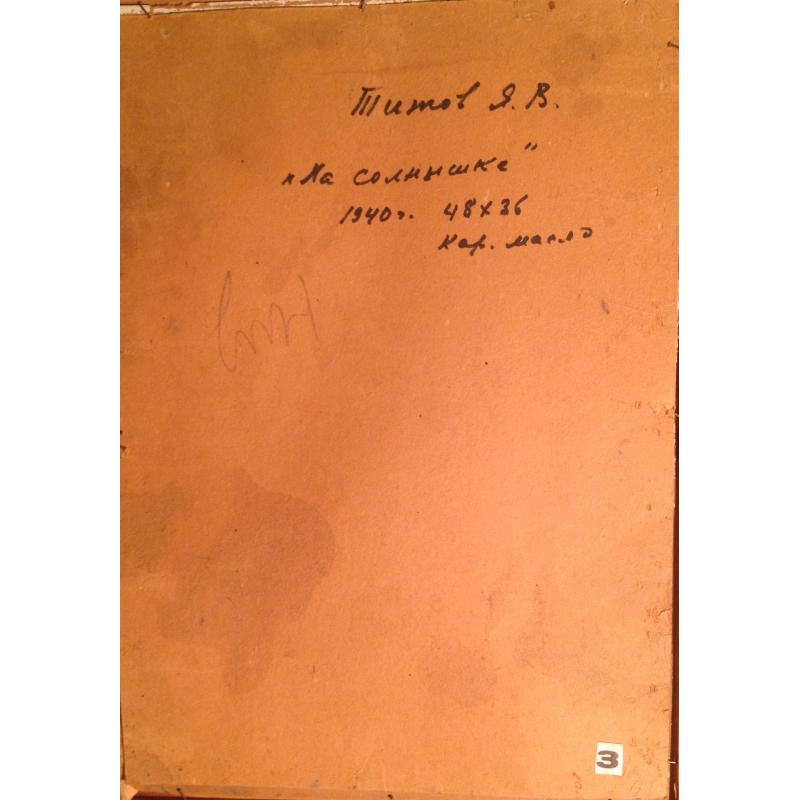 Титов Я. В.
„На солнышке"
1940г. 48х36
кар. масло
3